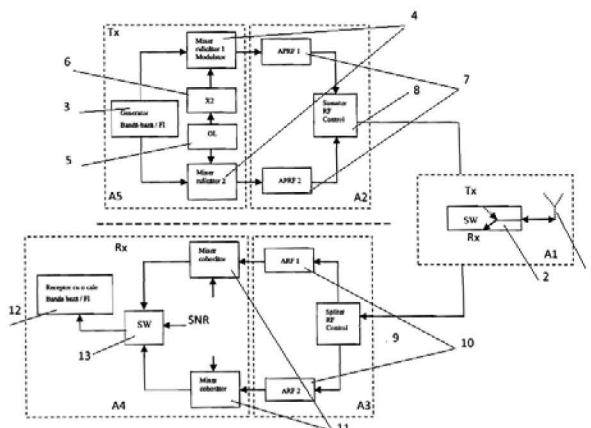 Tx
4
Mixer
ridicator 1
Modulator
APRF 1
6
X2
7
3
Generator
Banda baza / FI
8
Sumator
RF
Control
OL
5
Mixer
ridicator 2
APRF 2
A5
A2
Tx
SW
Rx
A1
2
Rx
Mixer
coboritor
ARF 1
12
Receptor cu o cale
Banda baza / FI
SW
SNR
Spliter
RF
Control
9
10
13
Mixer
coboritor
ARF 2
A4
A3
11